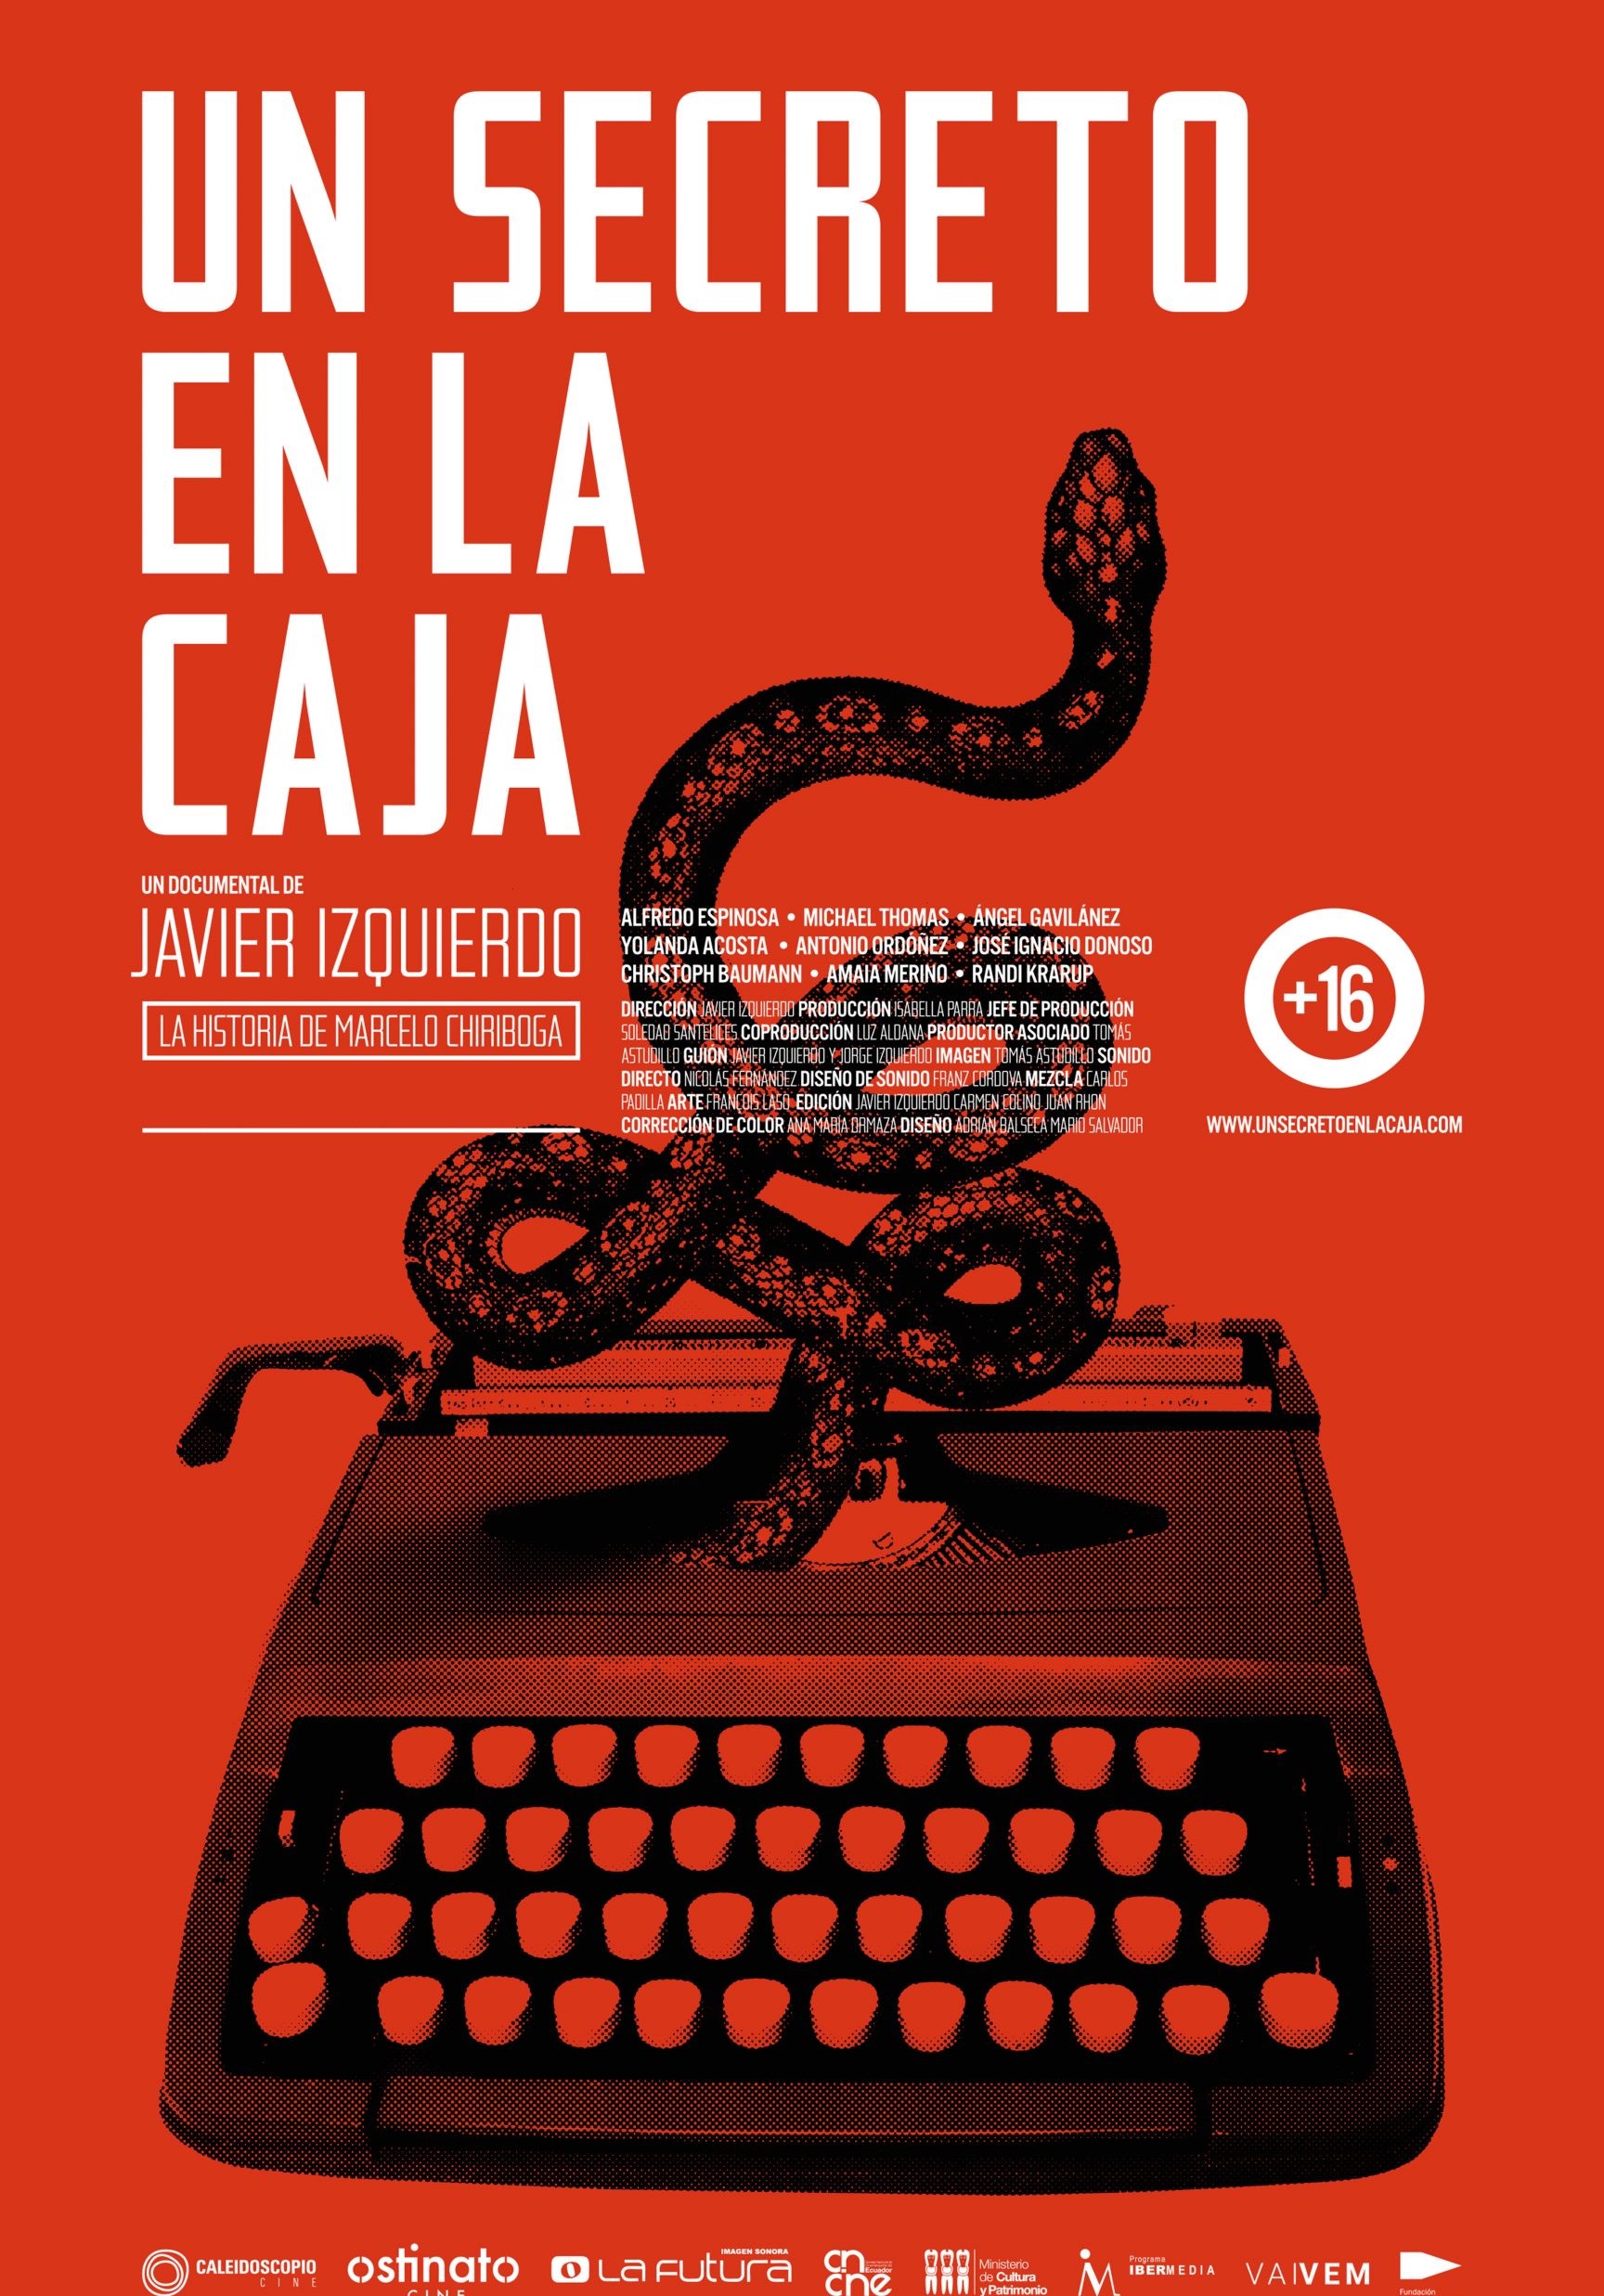 UN SECRETO
EN LA
CAJA
UN DOCUMENTAL DE
JAVIER IZQUIERDO
LA HISTORIA DE MARCELO CHIRIBOGA
ALFREDO ESPINOSA • MICHAEL THOMAS • ÁNGEL GAVILÁNEZ
YOLANDA ACOSTA • ANTONIO ORDÓÑEZ • JOSÉ IGNACIO DONOSO
CHRISTOPH BAUMANN • AMAIA MERINO • RANDI KRARUP
DIRECCIÓN JAVIER IZQUIERDO PRODUCCIÓN ISABELLA PARRA JEFE DE PRODUCCIÓN
SOLEDAD SANTELICES COPRODUCCIÓN LUZ ALDANA PRODUCTOR ASOCIADO TOMÁS
ASTUDILLO GUIÓN JAVIER IZQUIERDO Y JORGE IZQUIERDO IMAGEN TOMÁS ASTUDILLO SONIDO
DIRECTO NICOLÁS FERNÁNDEZ DISEÑO DE SONIDO FRANZ CÓRDOVA MEZCLA CARLOS
PADILLA ARTE FRANÇOIS LASO EDICIÓN JAVIER IZQUIERDO CARMEN COLINO JUAN RHON
CORRECCIÓN DE COLOR ANA MARÍA ORMAZA DISEÑO ADRIÁN BALSECA MARIO SALVADOR
+16
WWW.UNSECRETOENLACAJA.COM
CALEIDOSCOPIO
CINE
ostinato
CINE
IMAGEN SONORA
La Futura
cn
cne
Ecuador
Ministerio
de Cultura
y Patrimonio
Programa
IBERMEDIA
VAIVEM
Fundación